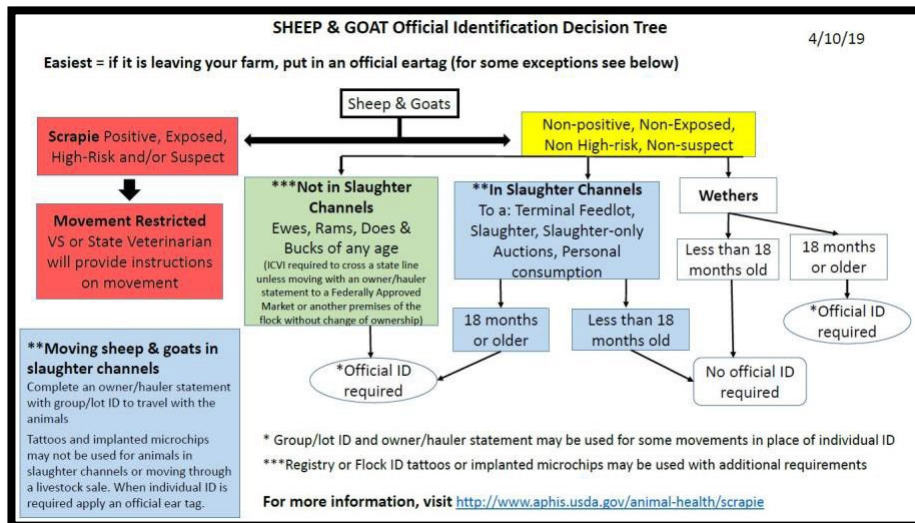 SHEEP & GOAT Official Identification Decision Tree
4/10/19
Easiest = if it is leaving your farm, put in an official eartag (for some exceptions see below)
Sheep & Goats
Scrapie Positive, Exposed,
High-Risk and/or Suspect
Movement Restricted
VS or State Veterinarian
will provide instructions
on movement
Non-positive, Non-Exposed,
Non High-risk, Non-suspect
***Not in Slaughter
Channels
Ewes, Rams, Does &
Bucks of any age
(ICVI required to cross a state line
unless moving with an owner/hauler
statement to a Federally Approved
Market or another premises of the
flock without change of ownership)
**In Slaughter Channels
To a: Terminal Feedlot,
Slaughter, Slaughter-only
Auctions, Personal
consumption
Wethers
Less than 18
months old
18 months
or older
*Official ID
required
18 months
or older
Less than 18
months old
*Official ID
required
No official ID
required
**Moving sheep & goats in
slaughter channels
Complete an owner/hauler statement
with group/lot ID to travel with the
animals
Tattoos and implanted microchips
may not be used for animals in
slaughter channels or moving through
a livestock sale. When individual ID is
required apply an official ear tag.
* Group/lot ID and owner/hauler statement may be used for some movements in place of individual ID
***Registry or Flock ID tattoos or implanted microchips may be used with additional requirements
For more information, visit http://www.aphis.usda.gov/animal-health/scrapie